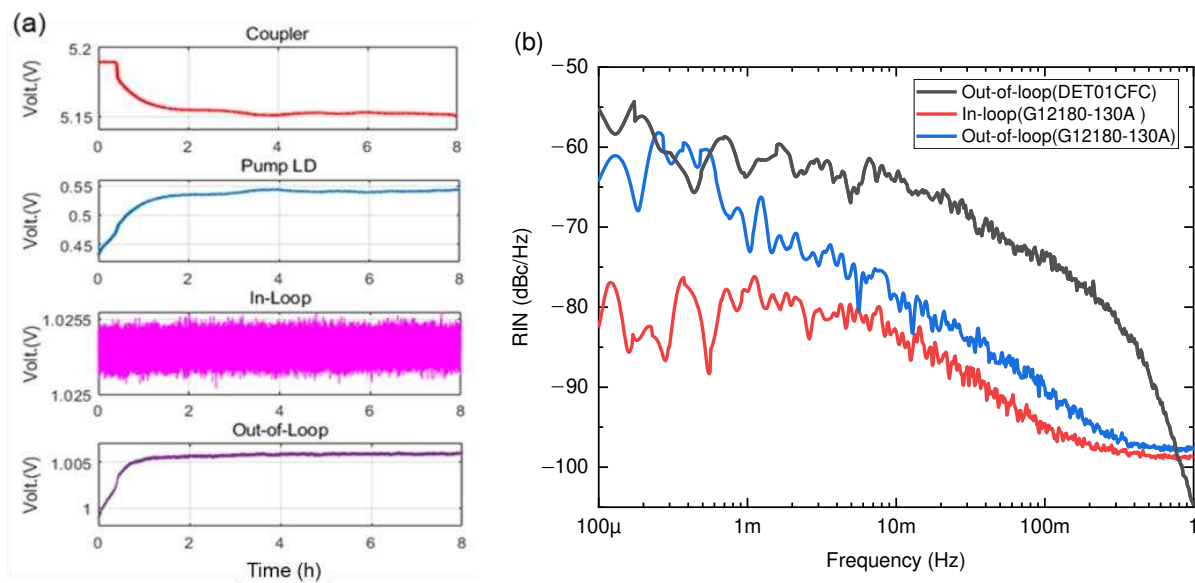 (a)
Coupler
Volt.(V)
5.2
5.15
0 2 4 6 8
Pump LD
Volt.(V)
0.55
0.5
0.45
0 2 4 6 8
In-Loop
Volt.(V)
1.0255
1.025
0 2 4 6 8
Out-of-Loop
Volt.(V)
1.005
1
0 2 4 6 8
Time (h)
(b)
RIN (dBc/Hz)
−50
−60
−70
−80
−90
−100
Out-of-loop(DET01CFC)
In-loop(G12180-130A )
Out-of-loop(G12180-130A)
100µ 1m 10m 100m 1
Frequency (Hz)